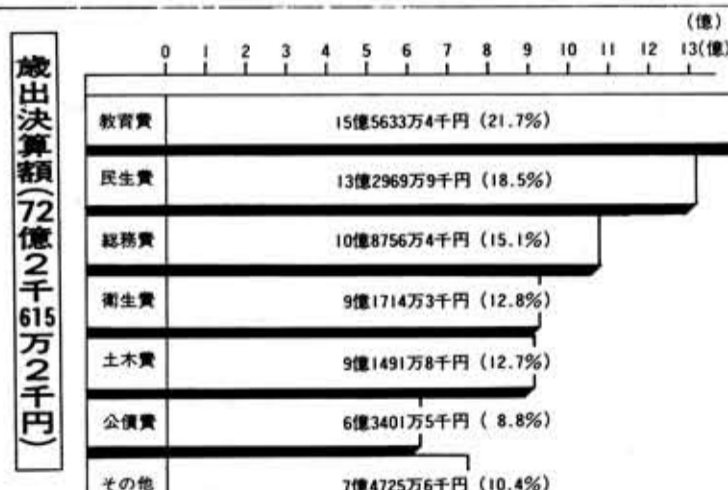 歳出決算額(72億2千615万2千円)
(億)
0 1 2 3 4 5 6 7 8 9 10 11 12 13(億)
教育費 15億5633万4千円 (21.7%)
民生費 13億2969万9千円 (18.5%)
総務費 10億8756万4千円 (15.1%)
衛生費 9億1714万3千円 (12.8%)
土木費 9億1491万8千円 (12.7%)
公債費 6億3401万5千円 ( 8.8%)
その他 7億4725万6千円 (10.4%)